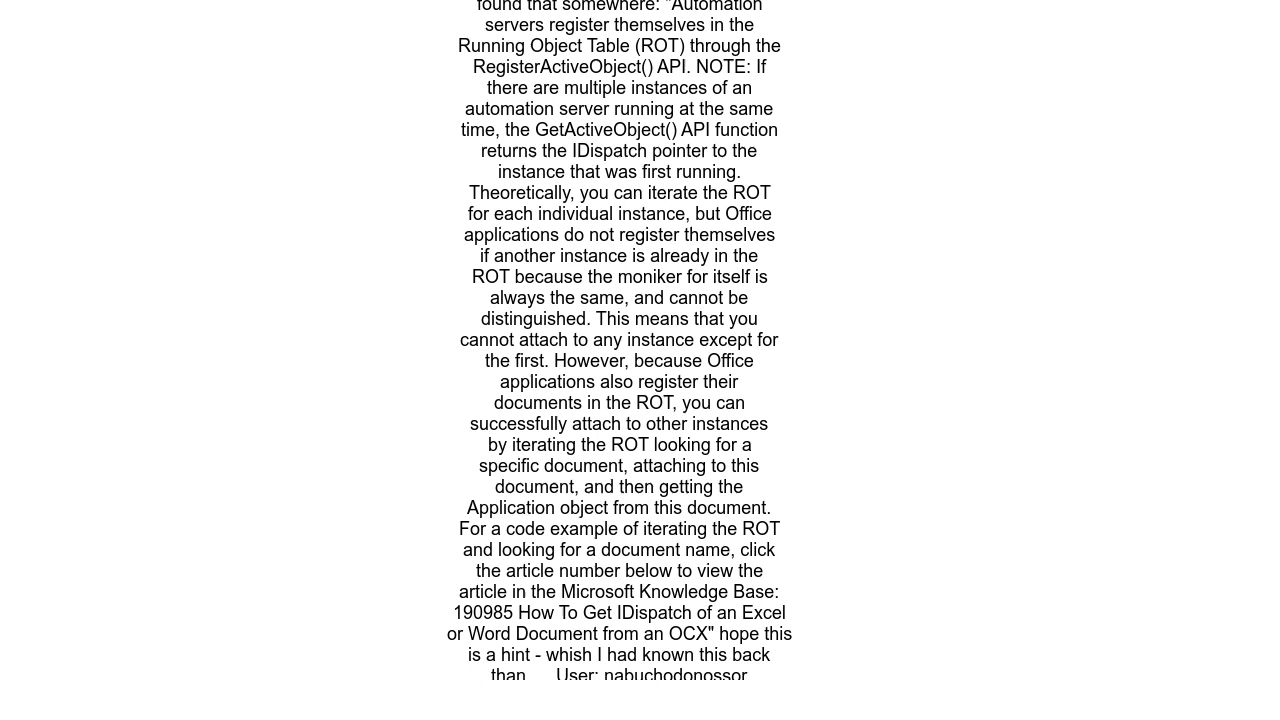 found that somewhere: "Automation
servers register themselves in the
Running Object Table (ROT) through the
RegisterActiveObject() API. NOTE: If
there are multiple instances of an
automation server running at the same
time, the GetActiveObject() API function
returns the IDispatch pointer to the
instance that was first running.
Theoretically, you can iterate the ROT
for each individual instance, but Office
applications do not register themselves
if another instance is already in the
ROT because the moniker for itself is
always the same, and cannot be
distinguished. This means that you
cannot attach to any instance except for
the first. However, because Office
applications also register their
documents in the ROT, you can
successfully attach to other instances
by iterating the ROT looking for a
specific document, attaching to this
document, and then getting the
Application object from this document.
For a code example of iterating the ROT
and looking for a document name, click
the article number below to view the
article in the Microsoft Knowledge Base:
190985 How To Get IDispatch of an Excel
or Word Document from an OCX" hope this
is a hint - whish I had known this back
than ... User: nabuchodonossor